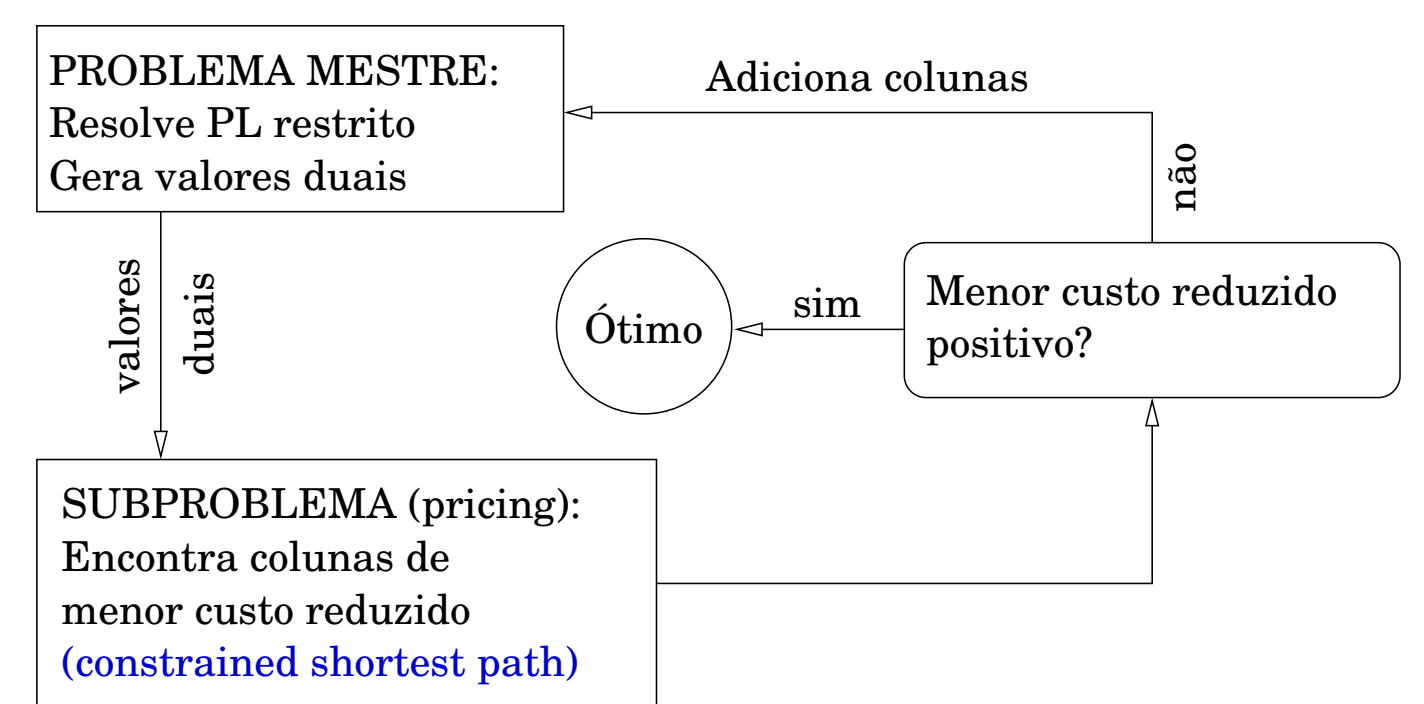 PROBLEMA MESTRE:
Resolve PL restrito
Gera valores duais
Adiciona colunas
não
valores
duais
Ótimo
sim
Menor custo reduzido
positivo?
SUBPROBLEMA (pricing):
Encontra colunas de
menor custo reduzido
(constrained shortest path)